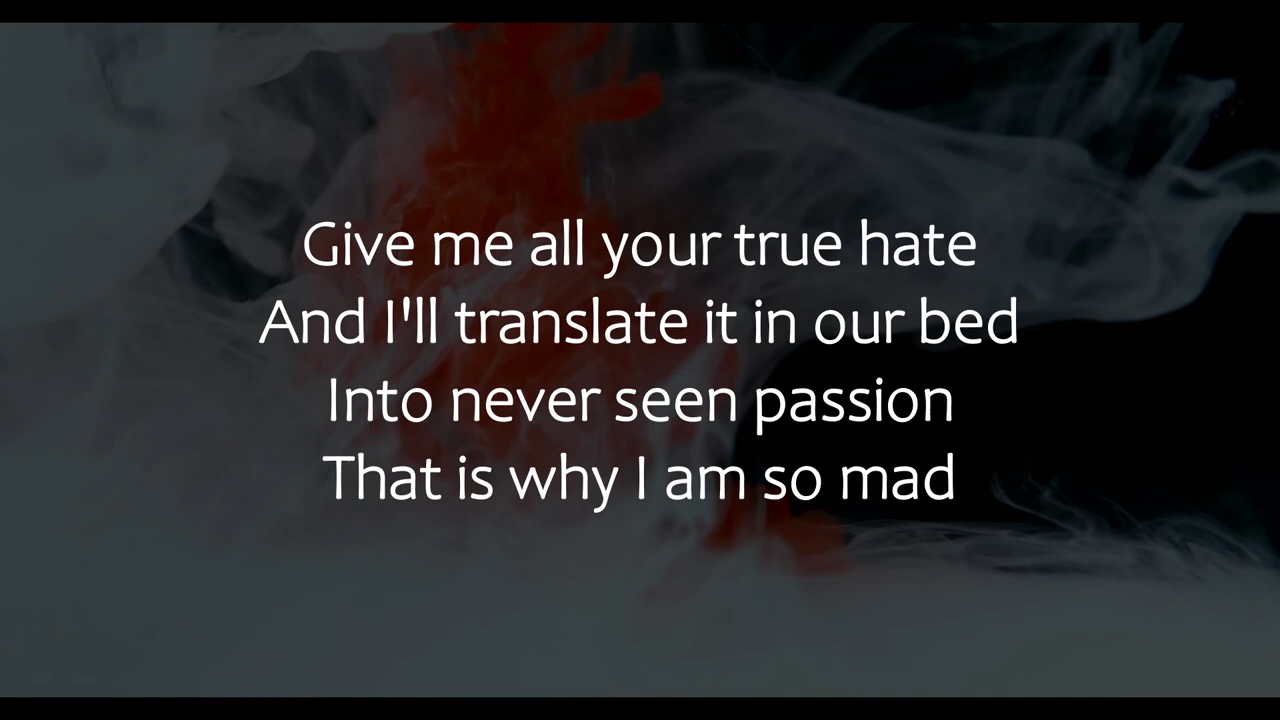 Give me all your true hate
And I'll translate it in our bed
Into never seen passion
That is why I am so mad